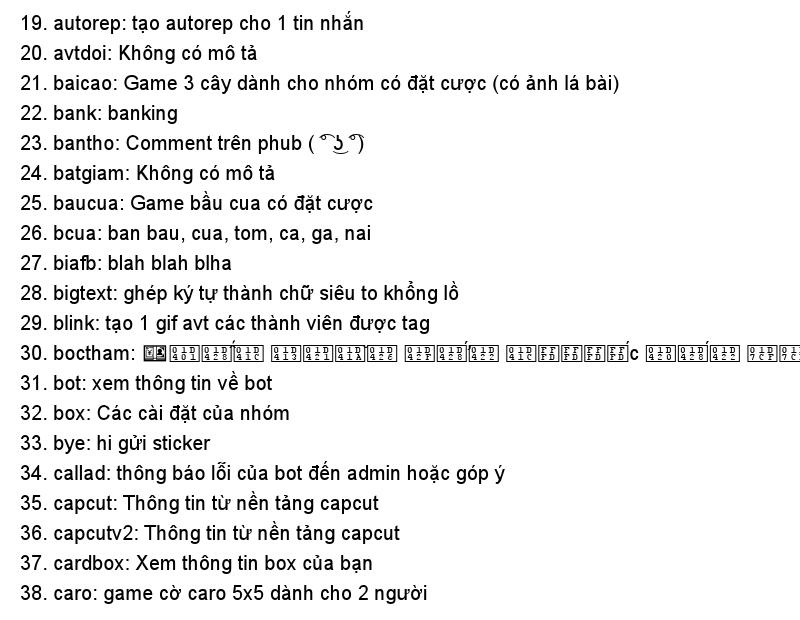 19. autorep: tạo autorep cho 1 tin nhắn
20. avtdoi: Không có mô tả
21. baicao: Game 3 cây dành cho nhóm có đặt cược (có ảnh lá bài)
22. bank: banking
23. bantho: Comment trên phub ( ͡° ͜ʖ ͡°)
24. batgiam: Không có mô tả
25. baucua: Game bầu cua có đặt cược
26. bcua: ban bau, cua, tom, ca, ga, nai
27. biafb: blah blah blha
28. bigtext: ghép ký tự thành chữ siêu to khổng lồ
29. blink: tạo 1 gif avt các thành viên được tag
30. boctham:
31. bot: xem thông tin về bot
32. box: Các cài đặt của nhóm
33. bye: hi gửi sticker
34. callad: thông báo lỗi của bot đến admin hoặc góp ý
35. capcut: Thông tin từ nền tảng capcut
36. capcutv2: Thông tin từ nền tảng capcut
37. cardbox: Xem thông tin box của bạn
38. caro: game cờ caro 5x5 dành cho 2 người